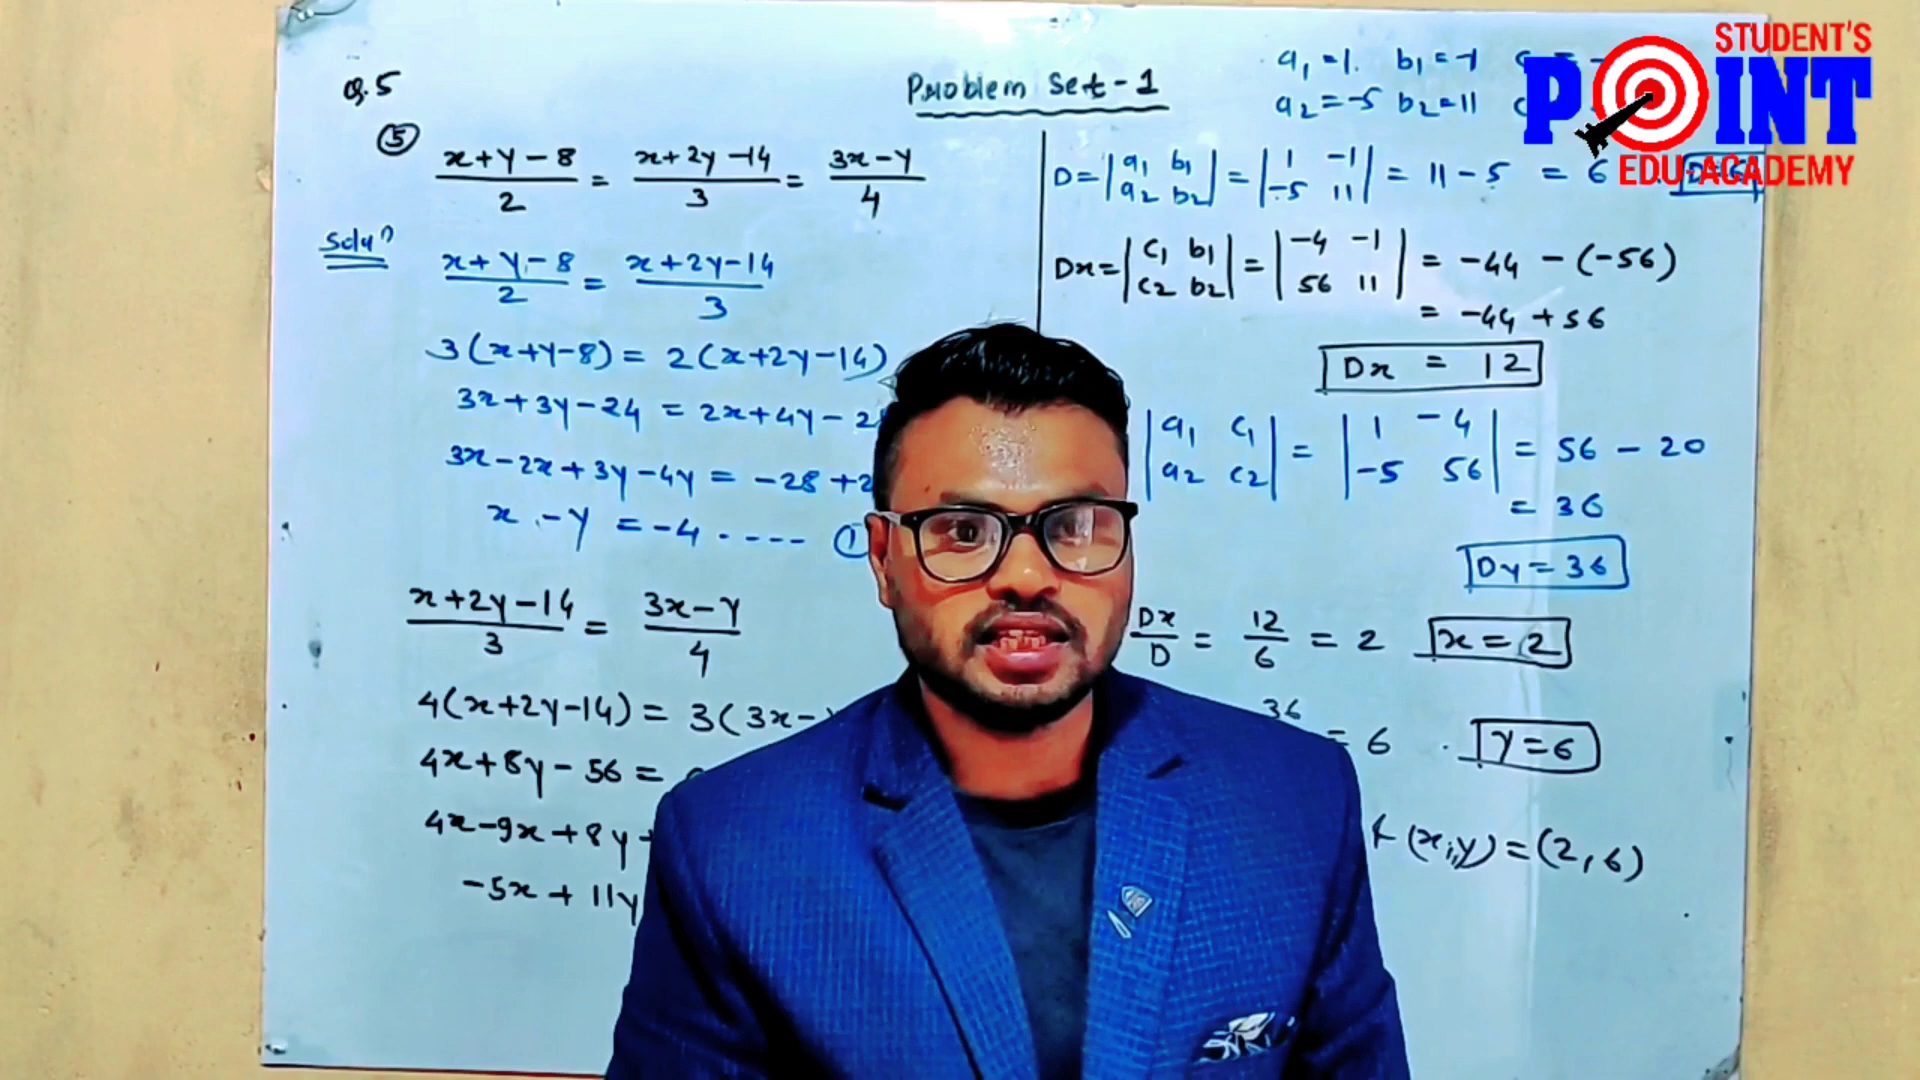 Q.5
Problem Set-1
⑤
x+y-8/2 = x+2y-14/3 = 3x-y/4
Solun
x+y-8/2 = x+2y-14/3
3(x+y-8) = 2(x+2y-14)
3x+3y-24 = 2x+4y-2
3x-2x+3y-4y = -28+2
x-y = -4 ..... ①
x+2y-14/3 = 3x-y/4
4(x+2y-14) = 3(3x-
4x+8y-56 =
4x-9x+8y+
-5x+11y
a1=1. b1=-1
a2=-5 b2=11
D = |a1 b1 a2 b2| = |1 -1 -5 11| = 11-5 = 6
Dx = |c1 b1 c2 b2| = |-4 -1 56 11| = -44-(-56)
= -44+56
Dx = 12
|a1 c1 a2 c2| = |1 -4 -5 56| = 56-20
= 36
Dy = 36
Dx/D = 12/6 = 2 x=2
36
= 6 y=6
(x,y) = (2,6)
STUDENT'S
POINT
EDU-ACADEMY